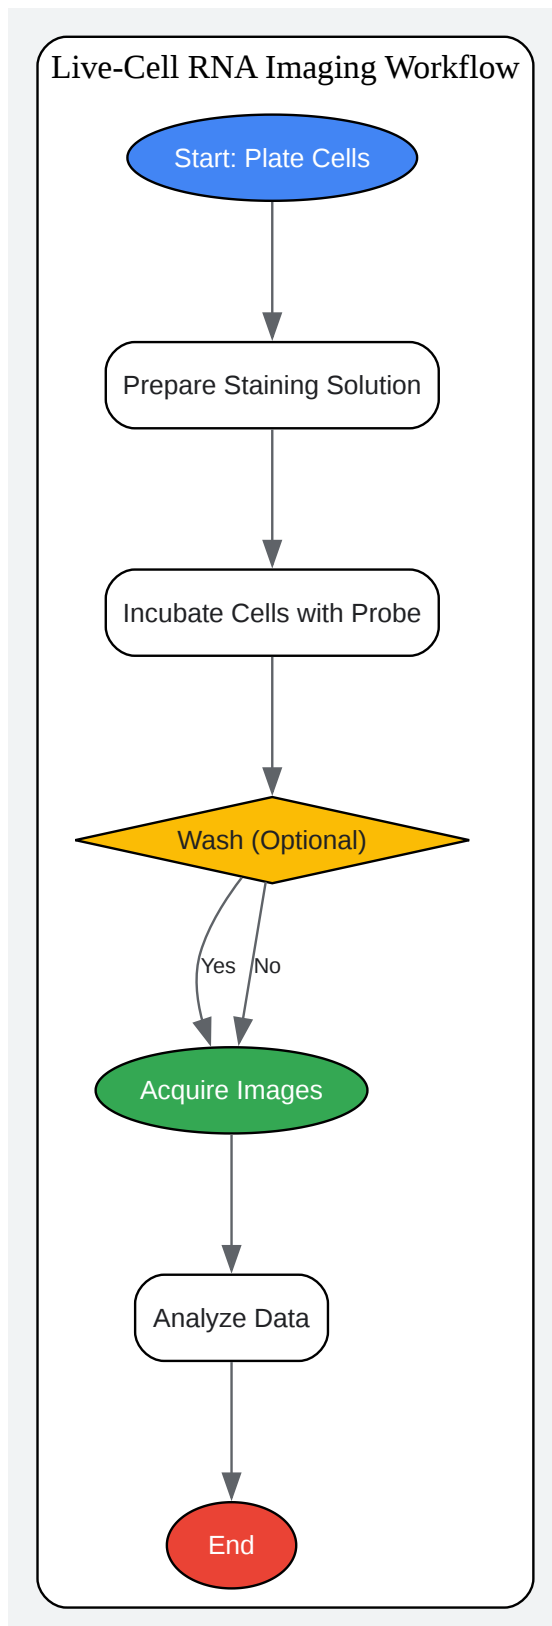 Live-Cell RNA Imaging Workflow
Start: Plate Cells
Prepare Staining Solution
Incubate Cells with Probe
Wash (Optional)
Yes
No
Acquire Images
Analyze Data
End